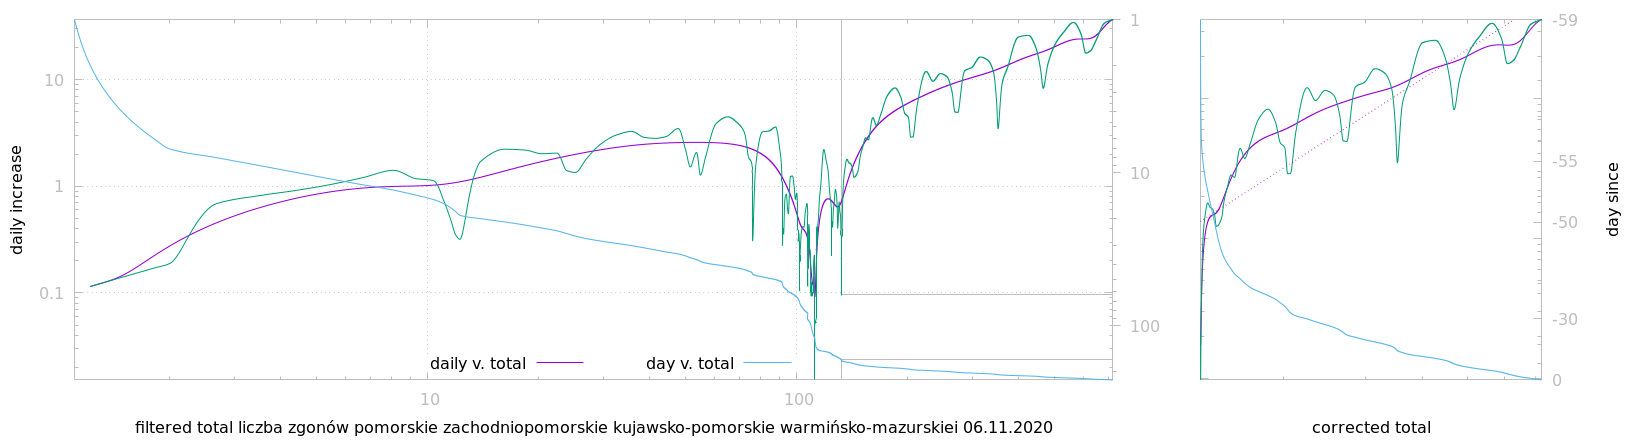 daily increase
10
1
0.1
daily v. total
day v. total
10
100
1
10
100
filtered total liczba zgonów pomorskie zachodniopomorskie kujawsko-pomorskie warmińsko-mazurskiei 06.11.2020
-59
-55
-50
-30
0
day since
corrected total